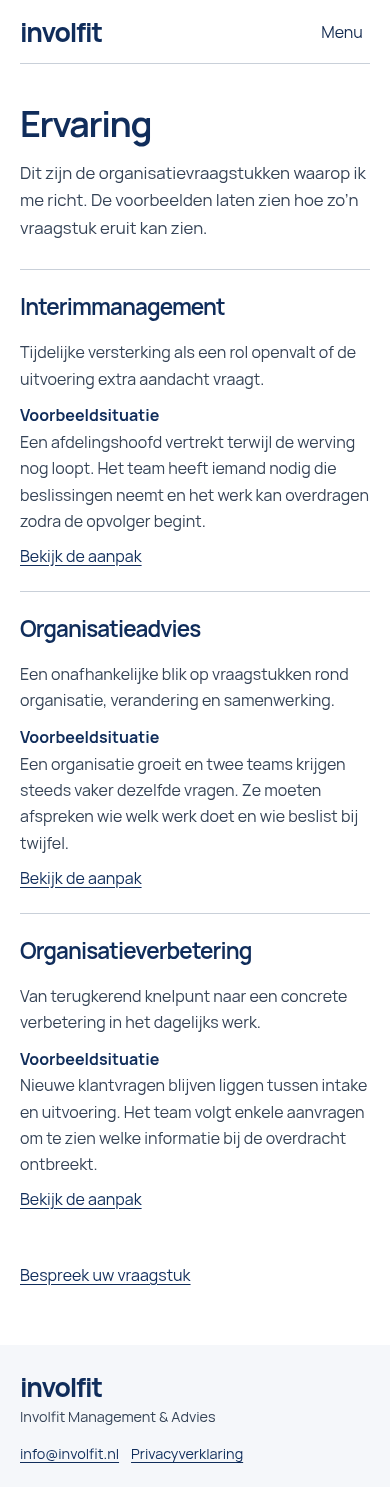 involfit
Menu
Ervaring
Dit zijn de organisatievraagstukken waarop ik
me richt. De voorbeelden laten zien hoe zo’n
vraagstuk eruit kan zien.
Interimmanagement
Tijdelijke versterking als een rol openvalt of de
uitvoering extra aandacht vraagt.
Voorbeeldsituatie
Een afdelingshoofd vertrekt terwijl de werving
nog loopt. Het team heeft iemand nodig die
beslissingen neemt en het werk kan overdragen
zodra de opvolger begint.
Bekijk de aanpak
Organisatieadvies
Een onafhankelijke blik op vraagstukken rond
organisatie, verandering en samenwerking.
Voorbeeldsituatie
Een organisatie groeit en twee teams krijgen
steeds vaker dezelfde vragen. Ze moeten
afspreken wie welk werk doet en wie beslist bij
twijfel.
Bekijk de aanpak
Organisatieverbetering
Van terugkerend knelpunt naar een concrete
verbetering in het dagelijks werk.
Voorbeeldsituatie
Nieuwe klantvragen blijven liggen tussen intake
en uitvoering. Het team volgt enkele aanvragen
om te zien welke informatie bij de overdracht
ontbreekt.
Bekijk de aanpak
Bespreek uw vraagstuk
involfit
Involfit Management & Advies
info@involfit.nl Privacyverklaring